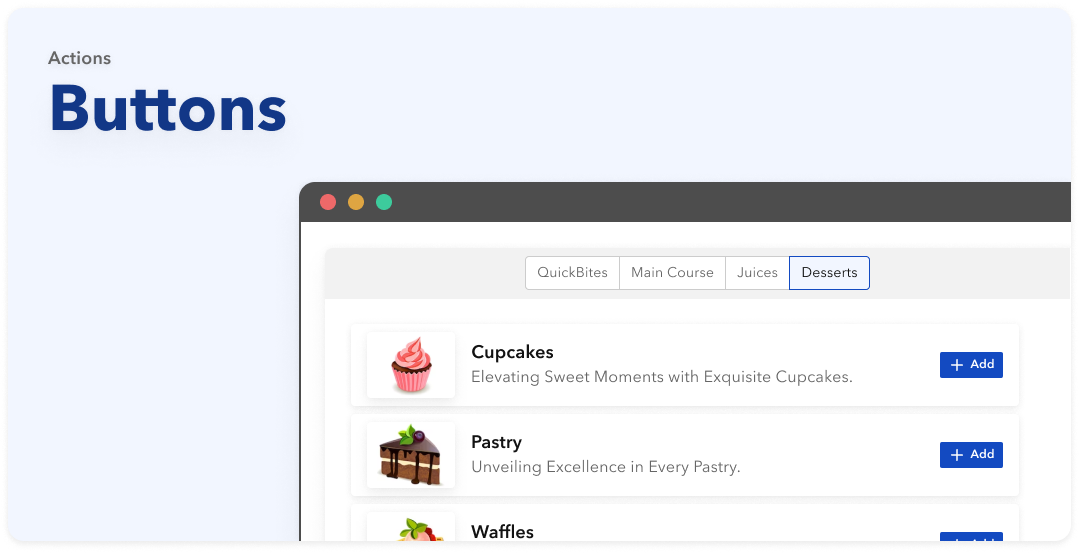 Actions
Buttons
QuickBites Main Course Juices Desserts
Cupcakes
Elevating Sweet Moments with Exquisite Cupcakes.
+ Add
Pastry
Unveiling Excellence in Every Pastry.
+ Add
Waffles